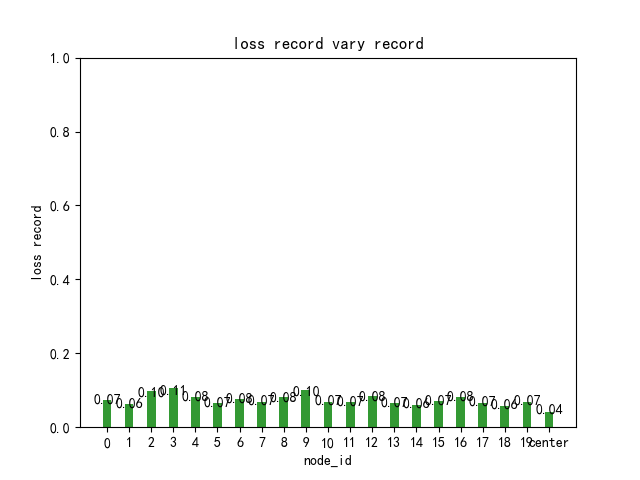 loss record vary record
1.0
0.8
0.6
0.4
0.2
0.0
loss record
0.07 0.06 0.10 0.11 0.08 0.07 0.08 0.07 0.08 0.10 0.07 0.07 0.08 0.07 0.06 0.07 0.08 0.07 0.06 0.07 0.04
0 1 2 3 4 5 6 7 8 9 10 11 12 13 14 15 16 17 18 19 center
node_id